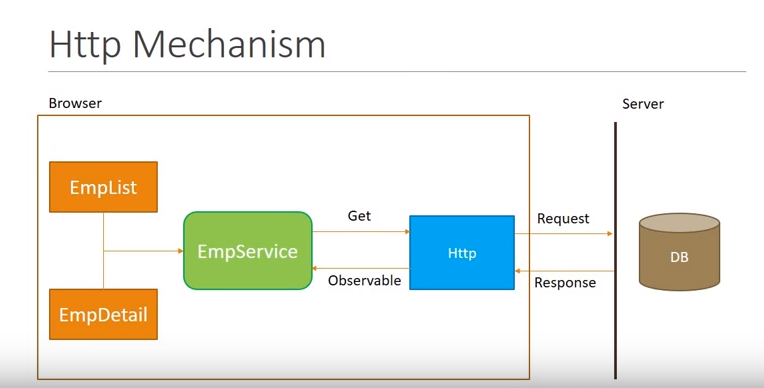 Http Mechanism
Browser
Server
EmpList
EmpService
EmpDetail
Get
Observable
Http
Request
Response
DB